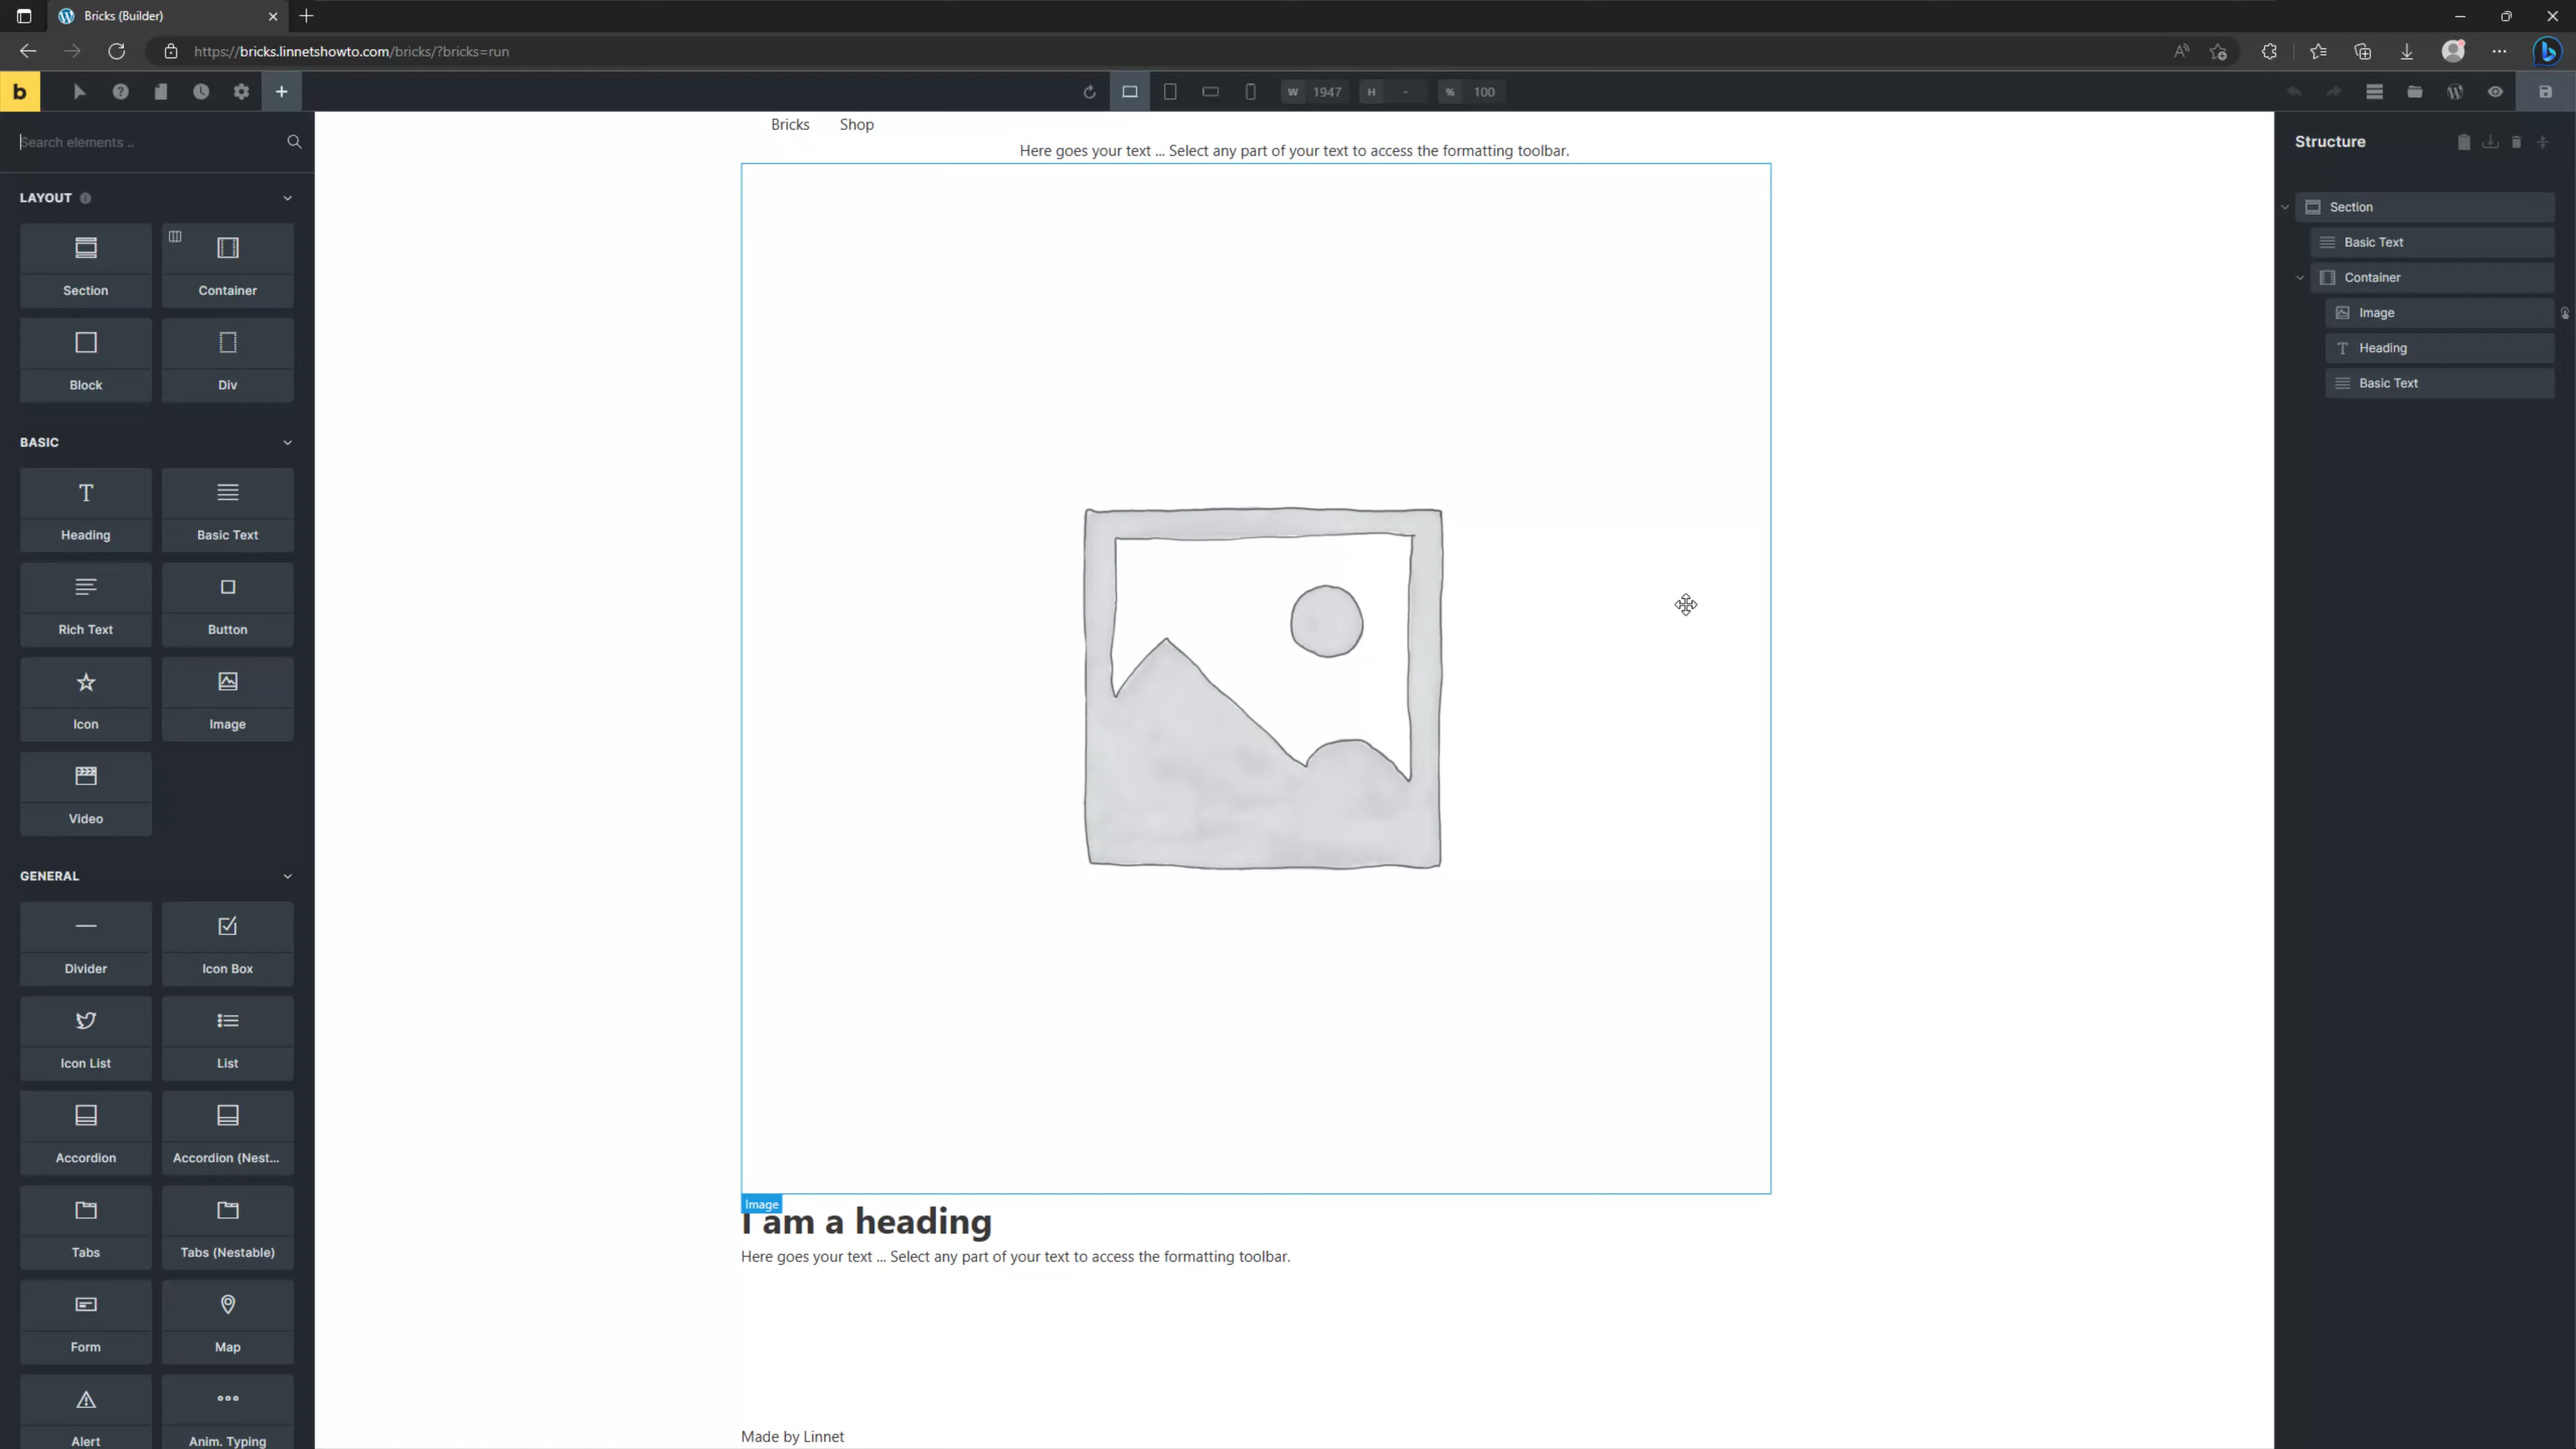 Bricks (Builder)
https://bricks.linnetshowto.com/bricks/?bricks=run
b
W 1947 H - % 100
Search elements ..
LAYOUT
Section
Container
Block
Div
BASIC
Heading
Basic Text
Rich Text
Button
Icon
Image
Video
GENERAL
Divider
Icon Box
Icon List
List
Accordion
Accordion (Nest...
Tabs
Tabs (Nestable)
Form
Map
Alert
Anim. Typing
Bricks
Shop
Here goes your text ... Select any part of your text to access the formatting toolbar.
Image
I am a heading
Here goes your text ... Select any part of your text to access the formatting toolbar.
Made by Linnet
Structure
Section
Basic Text
Container
Image
Heading
Basic Text